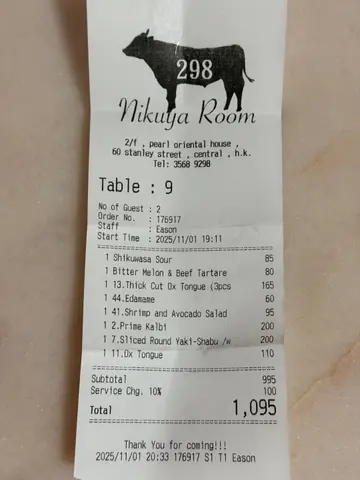 298
Nikuya Room
2/f , pearl oriental house ,
60 stanley street , central , h.k.
Tel: 3568 9298
Table : 9
No of Guest : 2
Order No. : 176917
Staff : Eason
Start Time : 2025/11/01 19:11
1 Shikuwasa Sour 85
1 Bitter Melon & Beef Tartare 80
1 13.Thick Cut Ox Tongue (3pcs 165
1 44.Edamame 60
1 41.Shrimp and Avocado Salad 95
1 2.Prime Kalbi 200
1 7.Sliced Round Yaki-Shabu /w 200
1 11.Ox Tongue 110
Subtotal 995
Service Chg. 10% 100
Total 1,095
Thank You for coming!!!
2025/11/01 20:33 176917 S1 T1 Eason